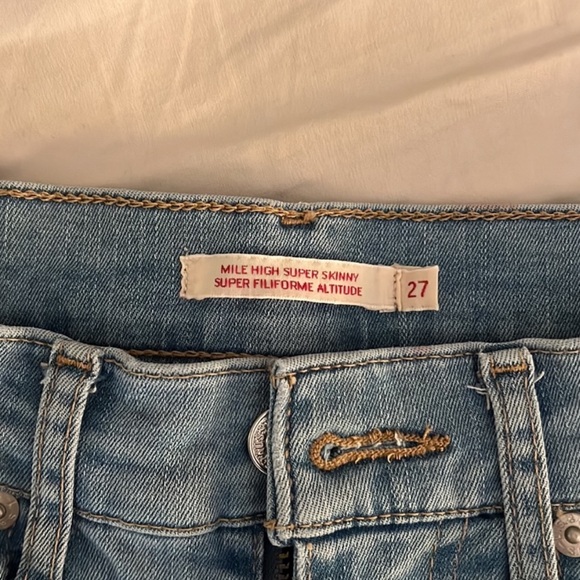 MILE HIGH SUPER SKINNY
SUPER FILIFORME ALTITUDE
27